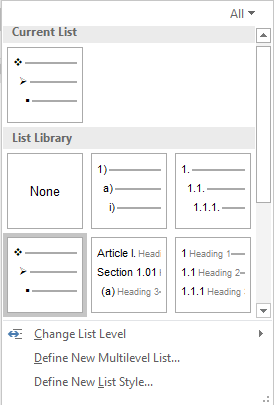 All
Current List
List Library
None
1)
a)
i)
1.
1.1.
1.1.1.
Article I. Headi
Section 1.01 H
(a) Heading 3
1 Heading 1
1.1 Heading 2
1.1.1 Heading
Change List Level
Define New Multilevel List...
Define New List Style...